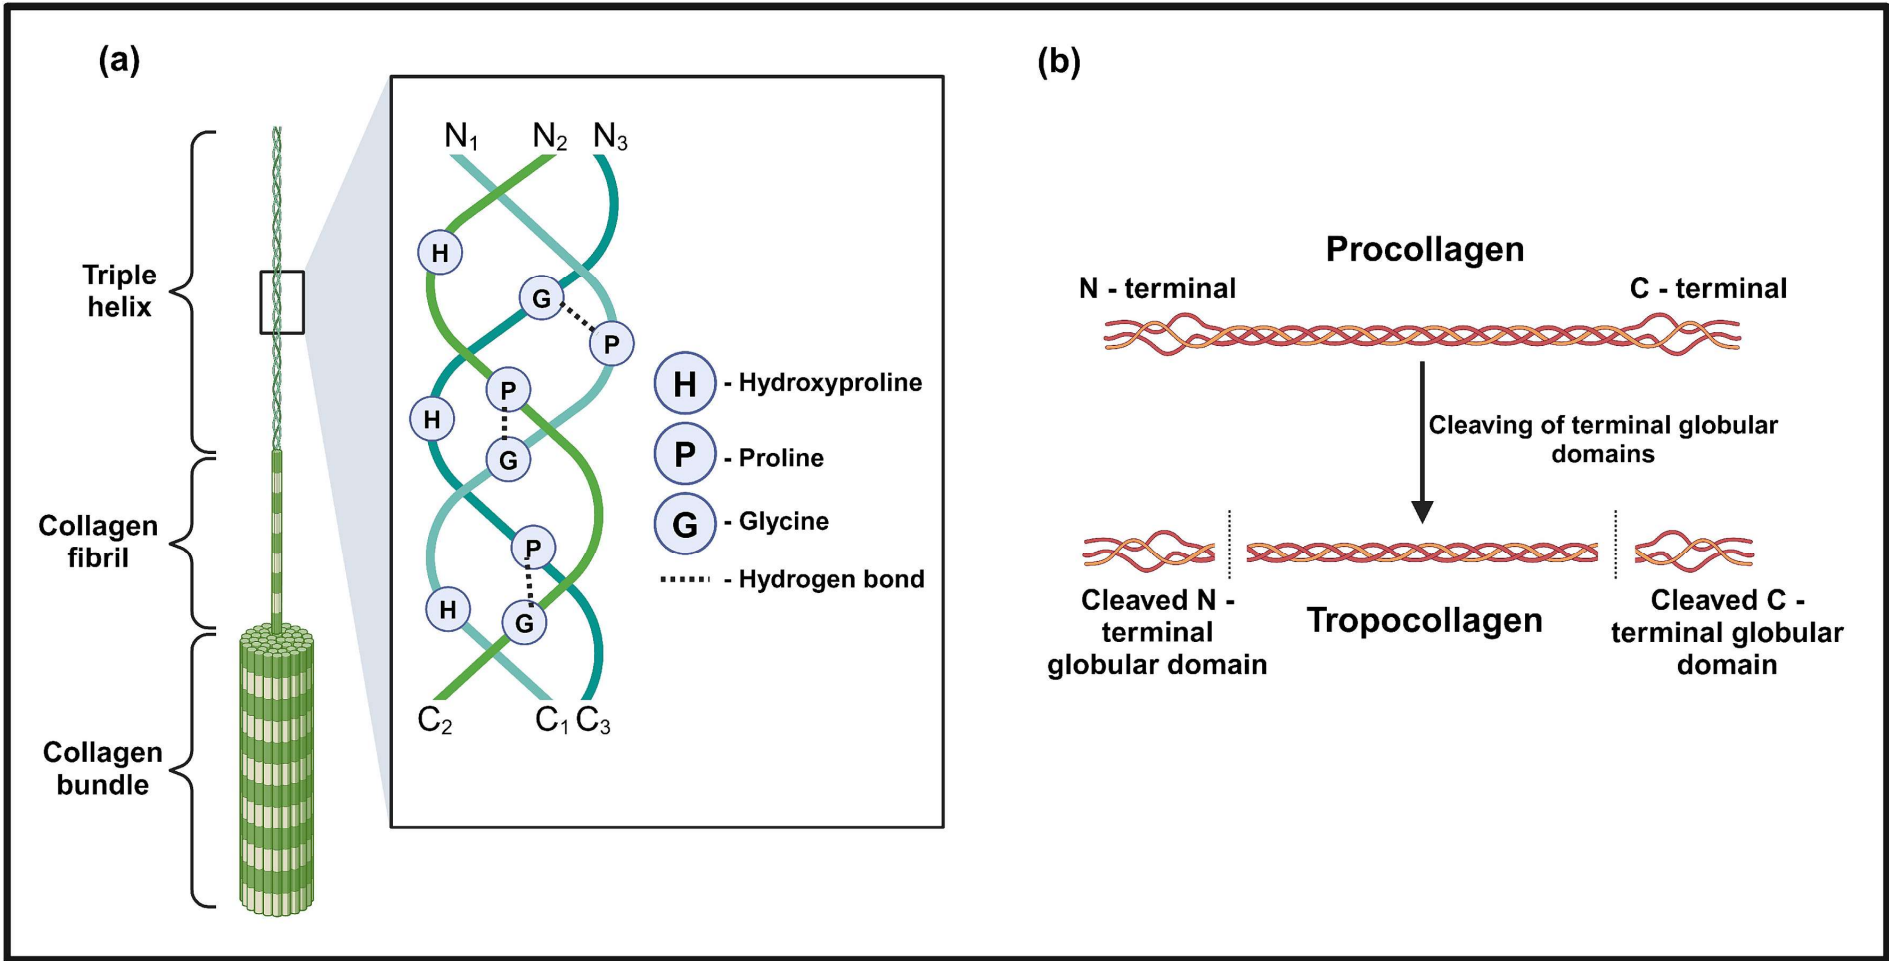 (a)
Triple
helix
Collagen
fibril
Collagen
bundle
N₁ N₂ N₃
H
G
P
P
H
G
P
H
G
C₂ C₁ C₃
H - Hydroxyproline
P - Proline
G - Glycine
- Hydrogen bond
(b)
Procollagen
N - terminal
C - terminal
Cleaving of terminal globular
domains
Cleaved N -
terminal
globular domain
Tropocollagen
Cleaved C -
terminal globular
domain